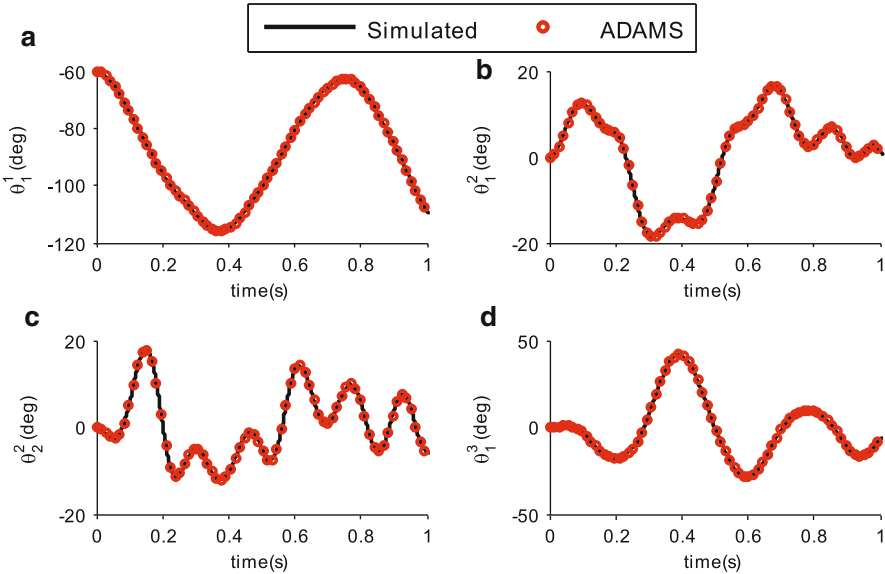 Simulated ADAMS
a
-60
-80
-100
-120
θ₁¹ (deg)
0 0.2 0.4 0.6 0.8 1
time(s)
b
20
0
-20
θ₁² (deg)
0 0.2 0.4 0.6 0.8 1
time(s)
c
20
0
-20
θ₂² (deg)
0 0.2 0.4 0.6 0.8 1
time(s)
d
50
0
-50
θ₁³ (deg)
0 0.2 0.4 0.6 0.8 1
time(s)